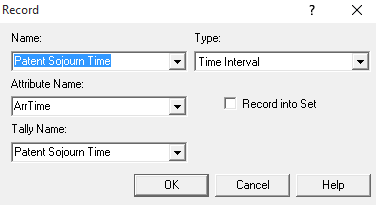 Record ? ×
Name: Type:
Patent Sojourn Time Time Interval
Attribute Name:
ArrTime Record into Set
Tally Name:
Patent Sojourn Time
OK Cancel Help